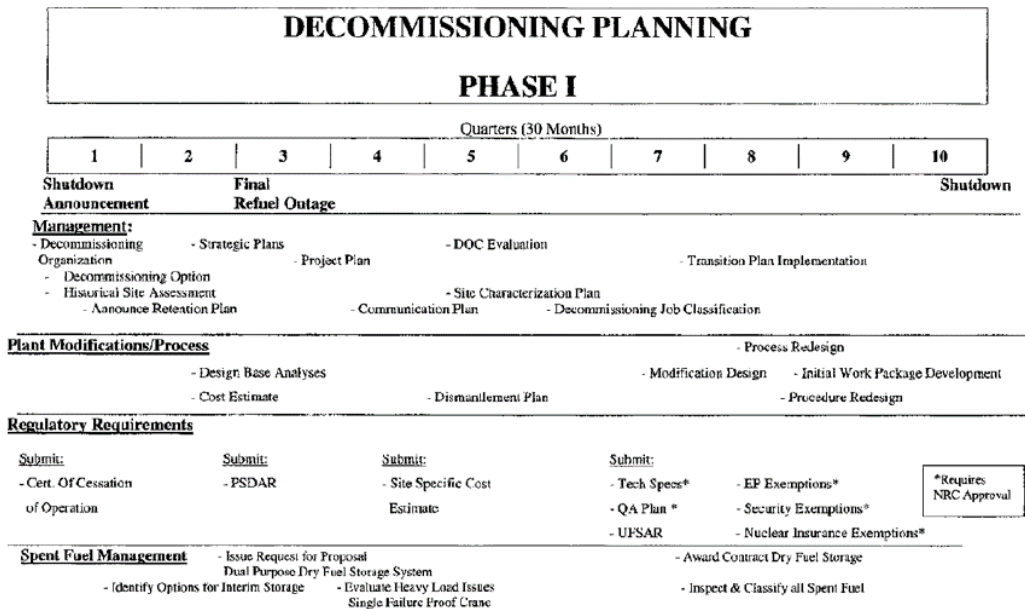 DECOMMISSIONING PLANNING
PHASE I
Quarters (30 Months)
1 2 3 4 5 6 7 8 9 10
Shutdown Final Shutdown
Announcement Refuel Outage
Management:
- Decommissioning - Strategic Plans - DOC Evaluation
Organization - Project Plan - Transition Plan Implementation
- Decommissioning Option
- Historical Site Assessment - Site Characterization Plan
- Announce Retention Plan - Communication Plan - Decommissioning Job Classification
Plant Modifications/Process - Process Redesign
- Design Base Analyses - Modification Design - Initial Work Package Development
- Cost Estimate - Dismantlement Plan - Procedure Redesign
Regulatory Requirements
Submit: Submit: Submit: Submit:
- Cert. Of Cessation - PSDAR - Site Specific Cost - Tech Specs* - EP Exemptions* *Requires
of Operation Estimate - QA Plan * - Security Exemptions* NRC Approval
- UFSAR - Nuclear Insurance Exemptions*
Spent Fuel Management - Issue Request for Proposal - Award Contract Dry Fuel Storage
Dual Purpose Dry Fuel Storage System
- Identify Options for Interim Storage - Evaluate Heavy Load Issues - Inspect & Classify all Spent Fuel
Single Failure Proof Crane